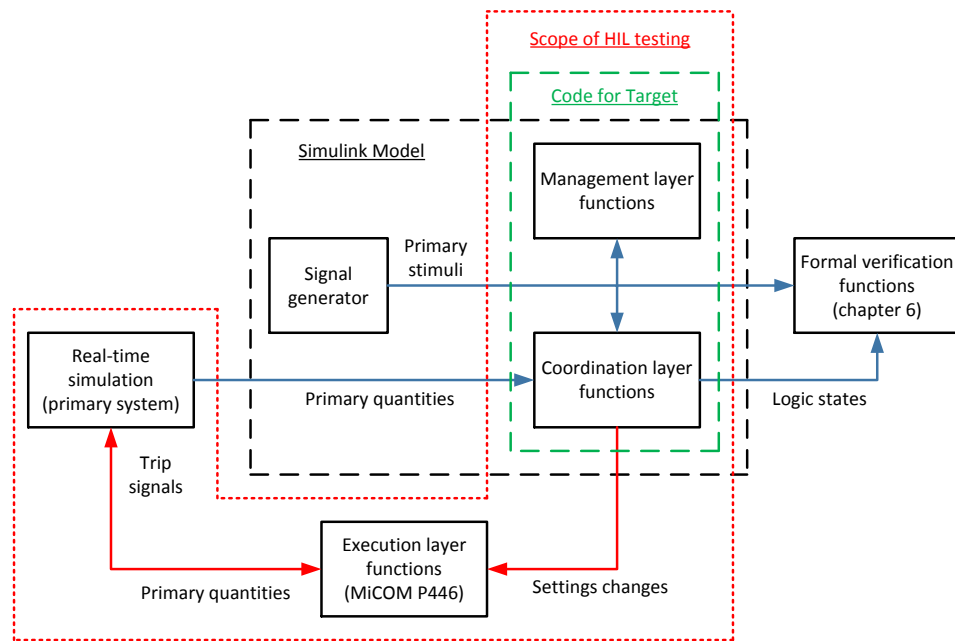 Scope of HIL testing
Code for Target
Simulink Model
Management layer
functions
Signal
generator
Primary
stimuli
Formal verification
functions
(chapter 6)
Real-time
simulation
(primary system)
Primary quantities
Coordination layer
functions
Logic states
Trip
signals
Execution layer
functions
(MiCOM P446)
Primary quantities
Settings changes